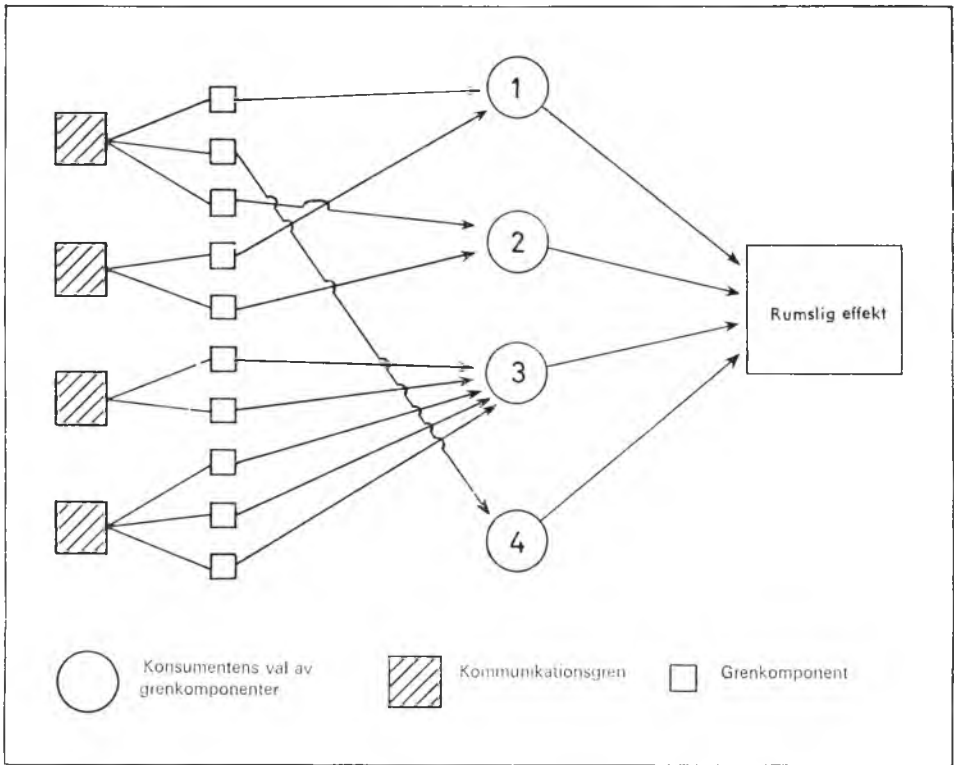 1
2
Rumslig effekt
3
4
Konsumentens val av
grenkomponenter
Kommunikationsgren
Grenkomponent